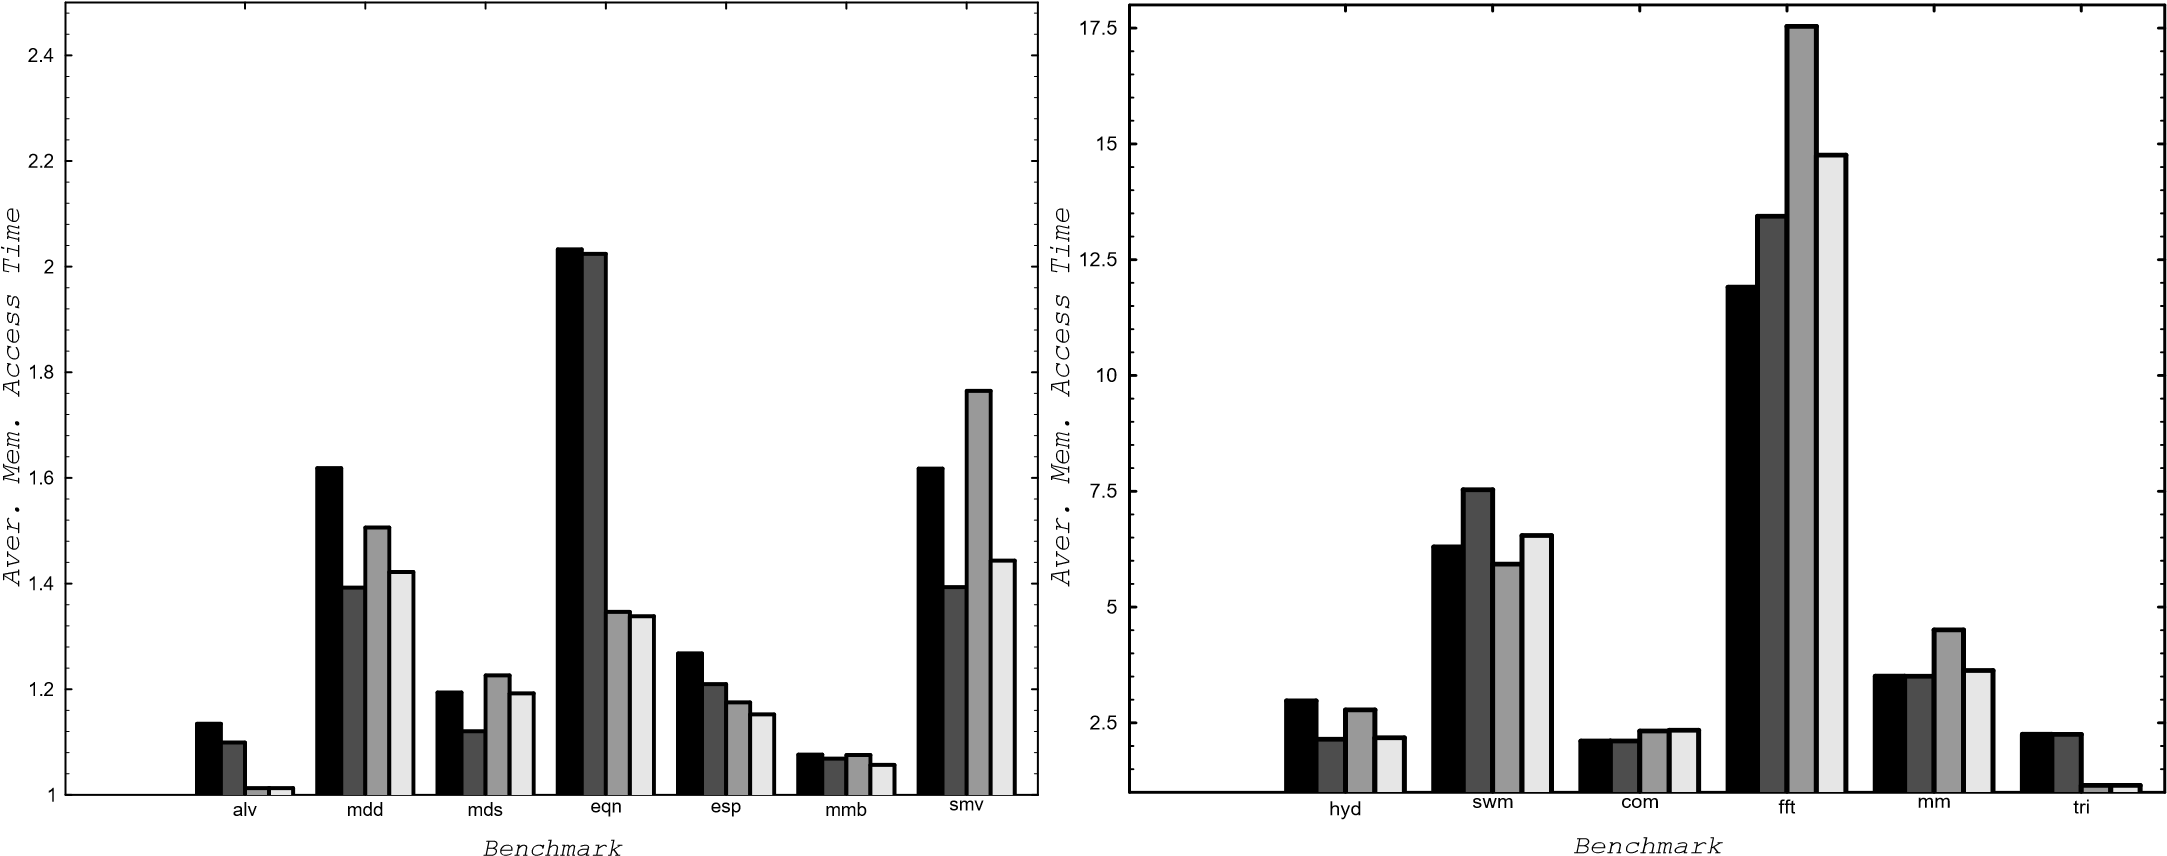 Aver. Mem. Access Time
2.4
2.2
2
1.8
1.6
1.4
1.2
1
alv mdd mds eqn esp mmb smv
Benchmark
Aver. Mem. Access Time
17.5
15
12.5
10
7.5
5
2.5
hyd swm com fft mm tri
Benchmark